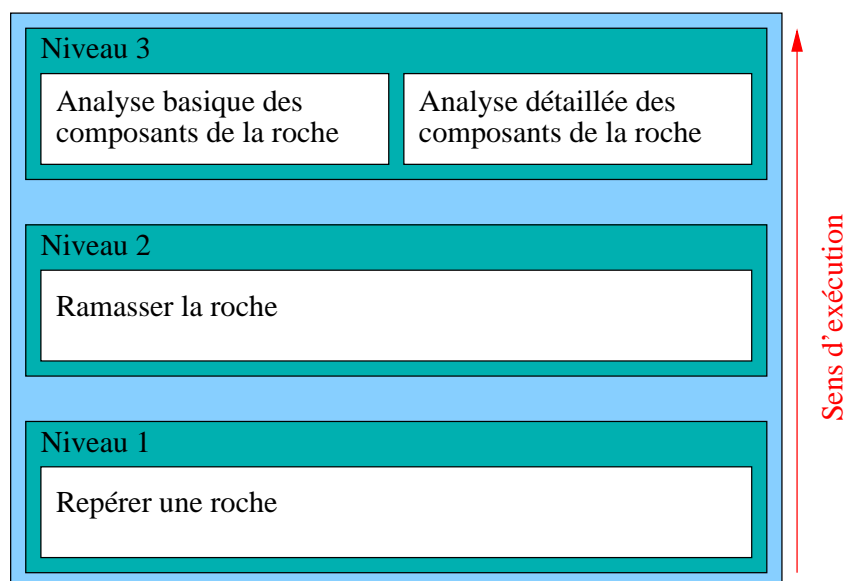 Niveau 3
Analyse basique des
composants de la roche
Analyse détaillée des
composants de la roche
Niveau 2
Ramasser la roche
Niveau 1
Repérer une roche
Sens d'exécution